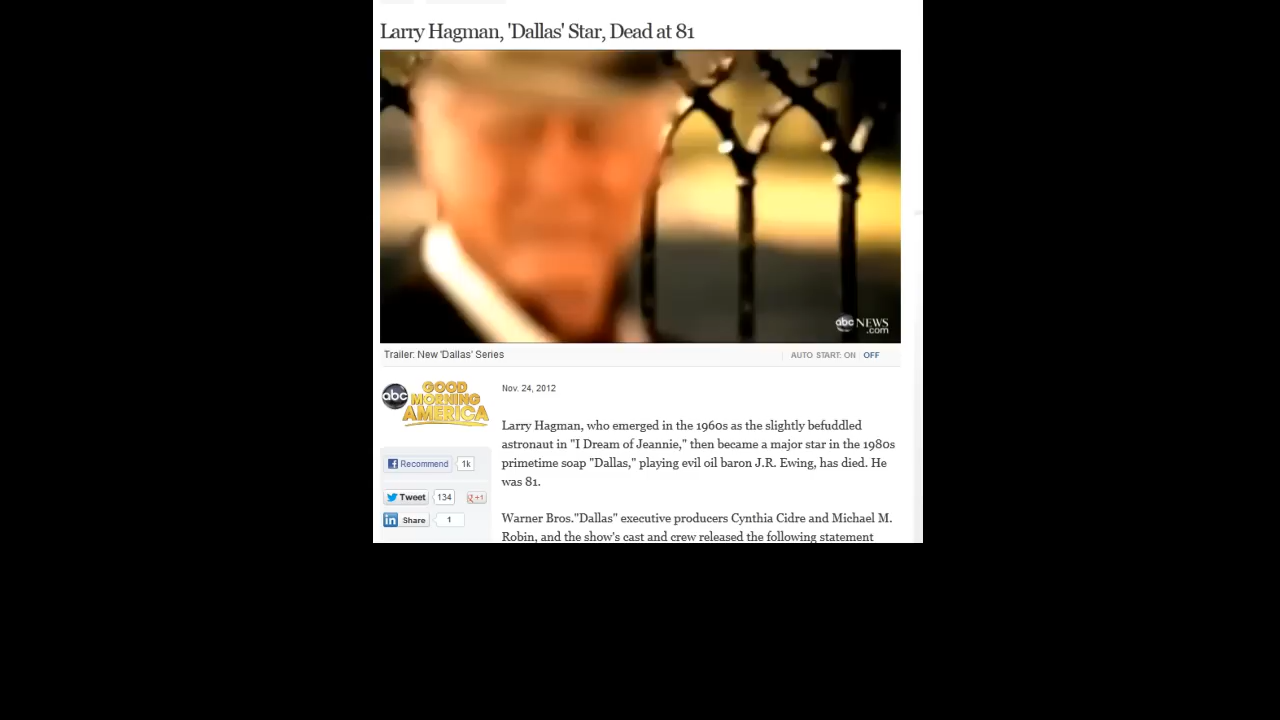 Larry Hagman, 'Dallas' Star, Dead at 81
abc NEWS
.com
Trailer: New 'Dallas' Series
AUTO START: ON OFF
abc GOOD
MORNING
AMERICA
Nov. 24, 2012
Larry Hagman, who emerged in the 1960s as the slightly befuddled
astronaut in "I Dream of Jeannie," then became a major star in the 1980s
primetime soap "Dallas," playing evil oil baron J.R. Ewing, has died. He
was 81.
Recommend 1k
Tweet 134 g +1
in Share 1
Warner Bros."Dallas" executive producers Cynthia Cidre and Michael M.
Robin, and the show's cast and crew released the following statement